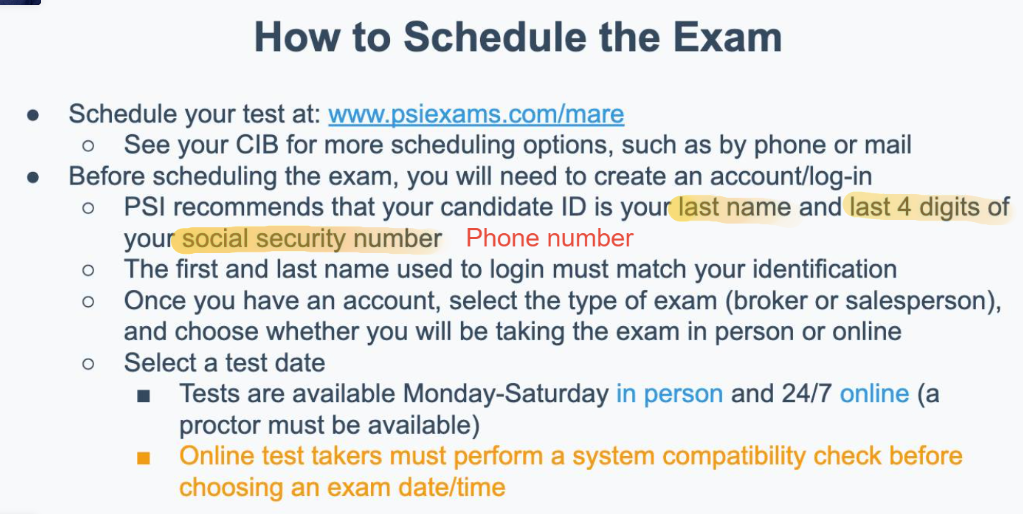 How to Schedule the Exam
● Schedule your test at: www.psiexams.com/mare
○ See your CIB for more scheduling options, such as by phone or mail
● Before scheduling the exam, you will need to create an account/log-in
○ PSI recommends that your candidate ID is your last name and last 4 digits of
your social security number Phone number
○ The first and last name used to login must match your identification
○ Once you have an account, select the type of exam (broker or salesperson),
and choose whether you will be taking the exam in person or online
○ Select a test date
■ Tests are available Monday-Saturday in person and 24/7 online (a
proctor must be available)
■ Online test takers must perform a system compatibility check before
choosing an exam date/time